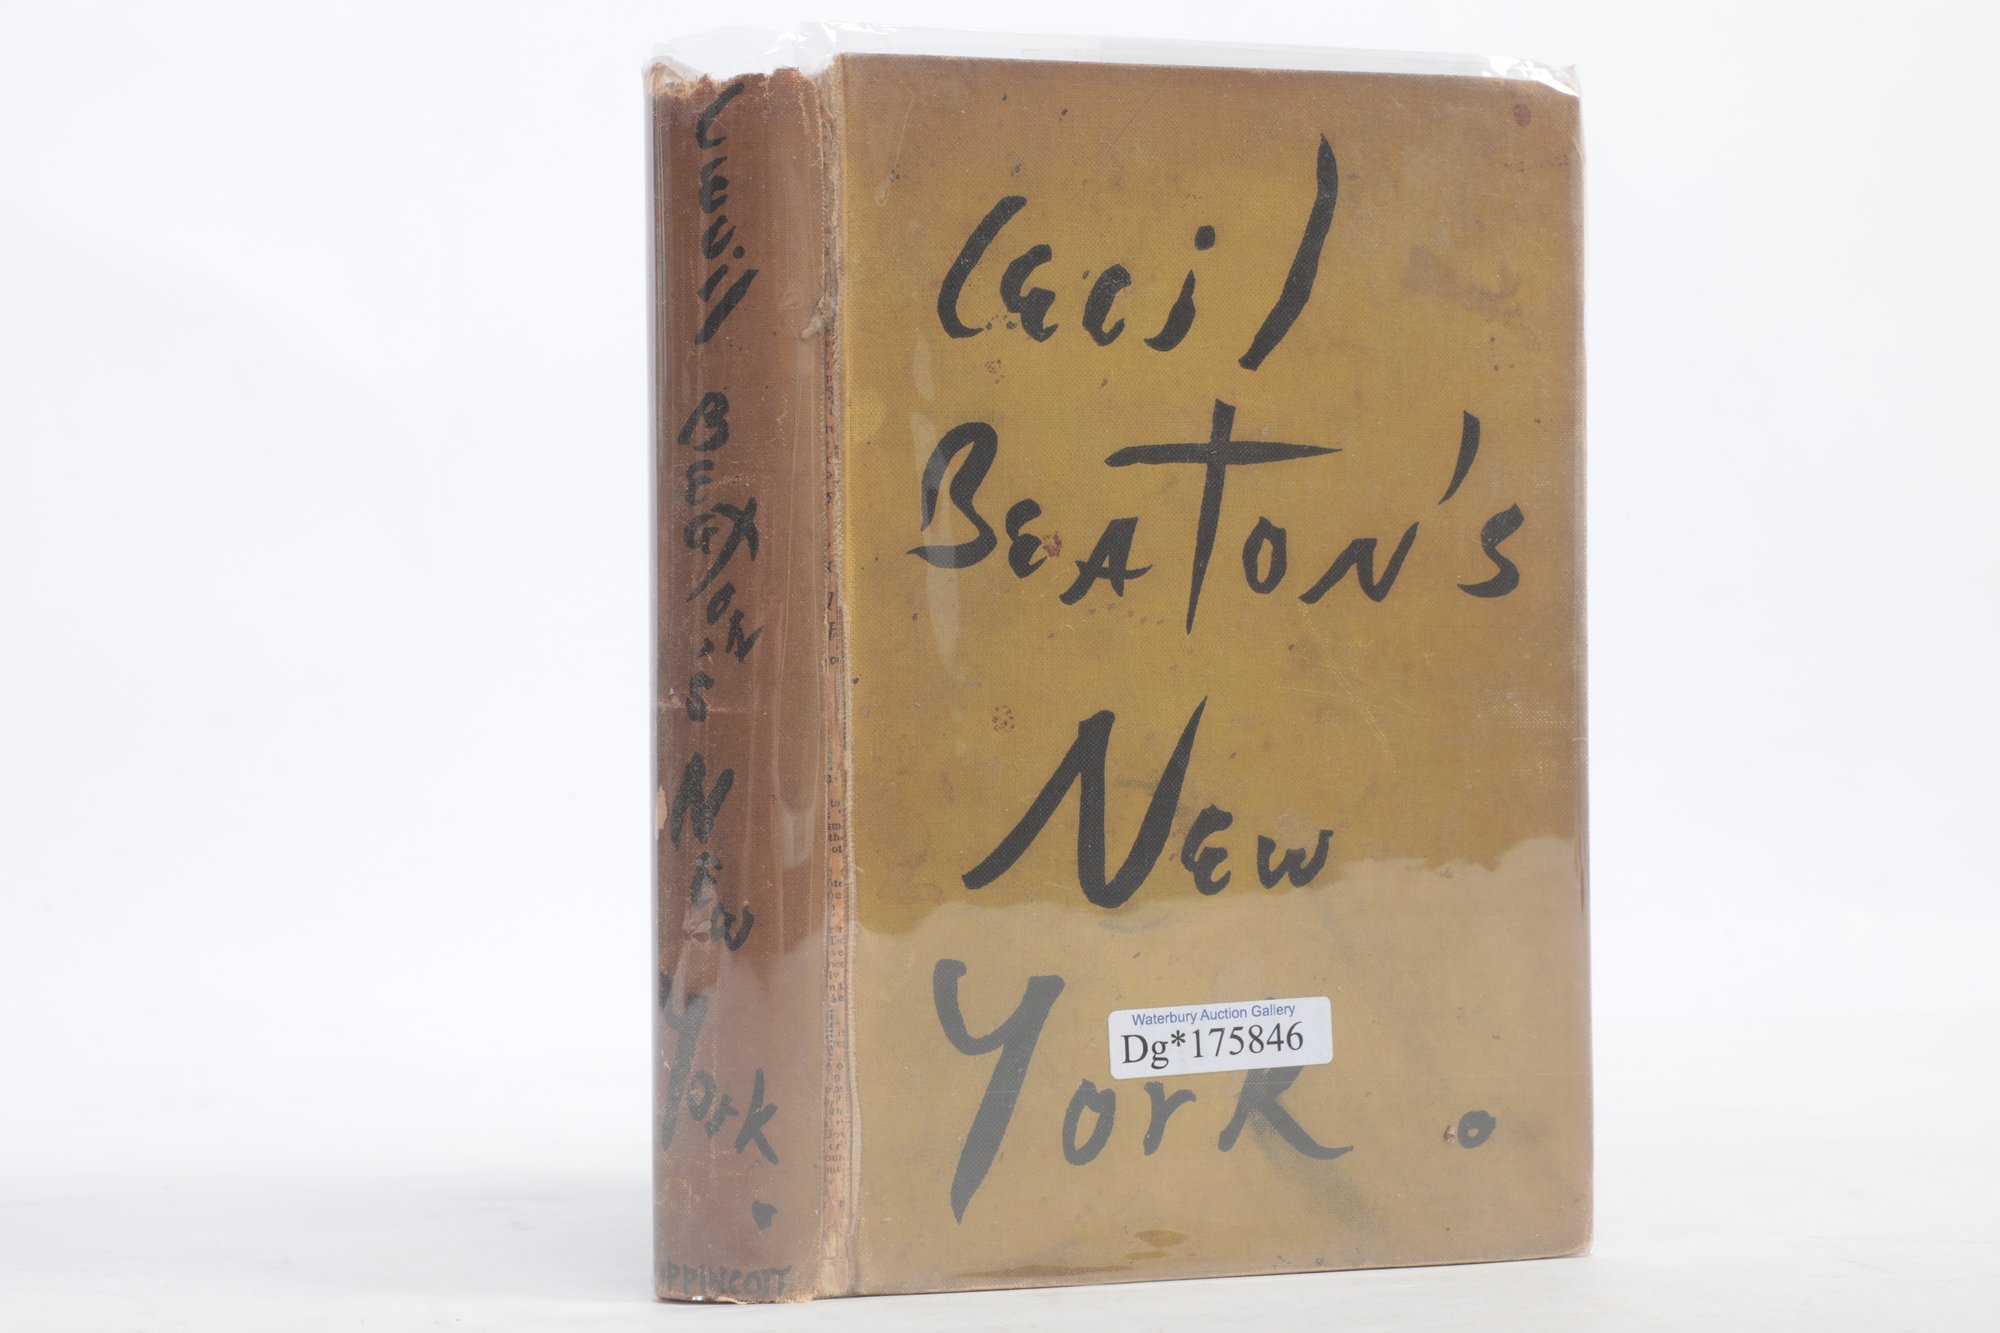 Cecil
Beaton's
New
York.
Waterbury Auction Gallery
Dg*175846
Cecil Beaton's New York.
LIPPINCOTT